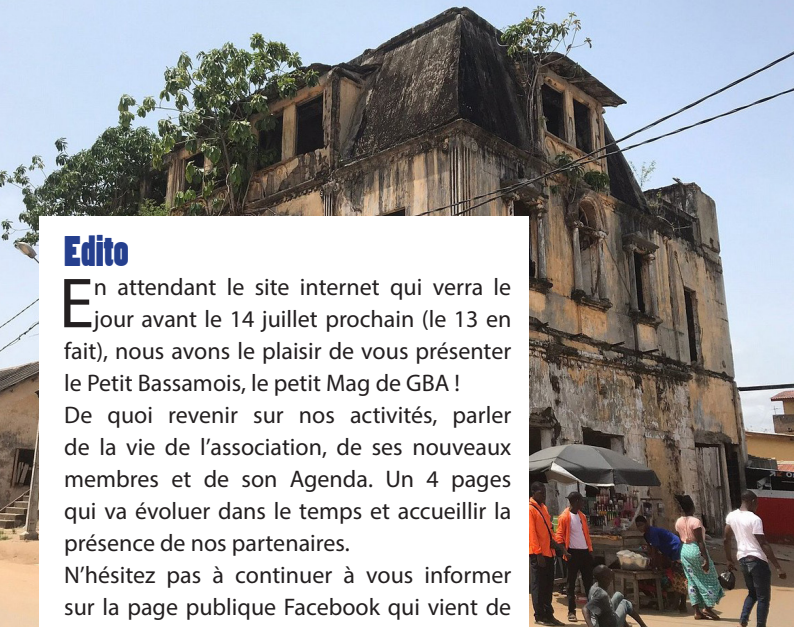 Edito
En attendant le site internet qui verra le
jour avant le 14 juillet prochain (le 13 en
fait), nous avons le plaisir de vous présenter
le Petit Bassamois, le petit Mag de GBA !
De quoi revenir sur nos activités, parler
de la vie de l’association, de ses nouveaux
membres et de son Agenda. Un 4 pages
qui va évoluer dans le temps et accueillir la
présence de nos partenaires.
N’hésitez pas à continuer à vous informer
sur la page publique Facebook qui vient de